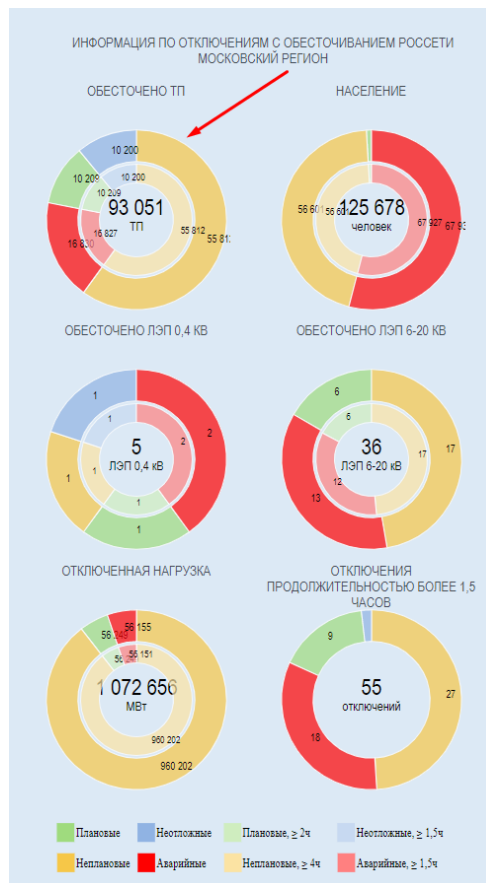 ИНФОРМАЦИЯ ПО ОТКЛЮЧЕНИЯМ С ОБЕСТОЧИВАНИЕМ РОССЕТИ
МОСКОВСКИЙ РЕГИОН
ОБЕСТОЧЕНО ТП
НАСЕЛЕНИЕ
10 200
10 200
10 209
10 209
93 051
ТП
16 827
55 812
125 678
человек
56 601
56 601
67 927
ОБЕСТОЧЕНО ЛЭП 0,4 КВ
ОБЕСТОЧЕНО ЛЭП 6-20 КВ
1
1
5
ЛЭП 0,4 кВ
2
2
1
1
1
1
6
6
36
ЛЭП 6-20 кВ
17
17
12
13
ОТКЛЮЧЕННАЯ НАГРУЗКА
ОТКЛЮЧЕНИЯ
ПРОДОЛЖИТЕЛЬНОСТЬЮ БОЛЕЕ 1,5
ЧАСОВ
56 155
56 151
1 072 656
МВт
960 202
960 202
9
55
отключений
27
18
Плановые
Неотложные
Плановые, ≥ 2ч
Неотложные, ≥ 1,5ч
Неплановые
Аварийные
Неплановые, ≥ 4ч
Аварийные, ≥ 1,5ч